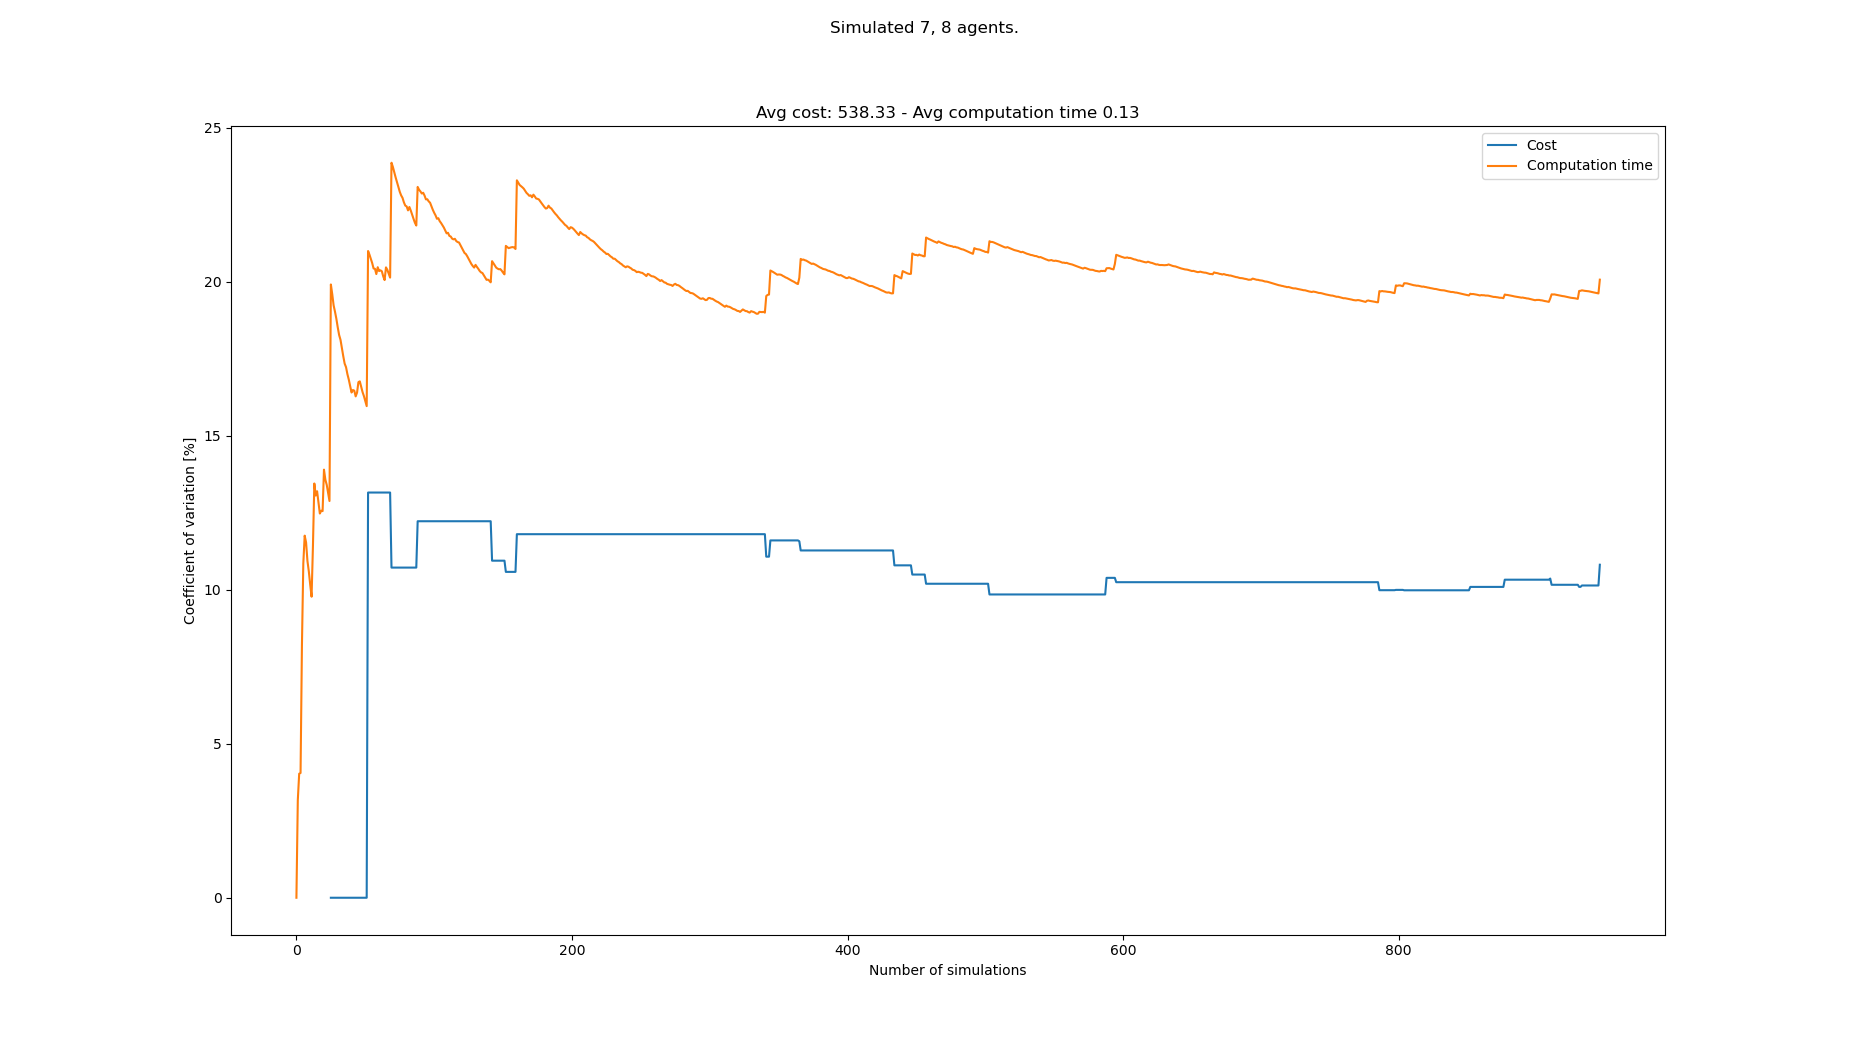 Simulated 7, 8 agents.
Avg cost: 538.33 - Avg computation time 0.13
Cost
Computation time
25
20
15
10
5
0
Coefficient of variation [%]
0 200 400 600 800
Number of simulations